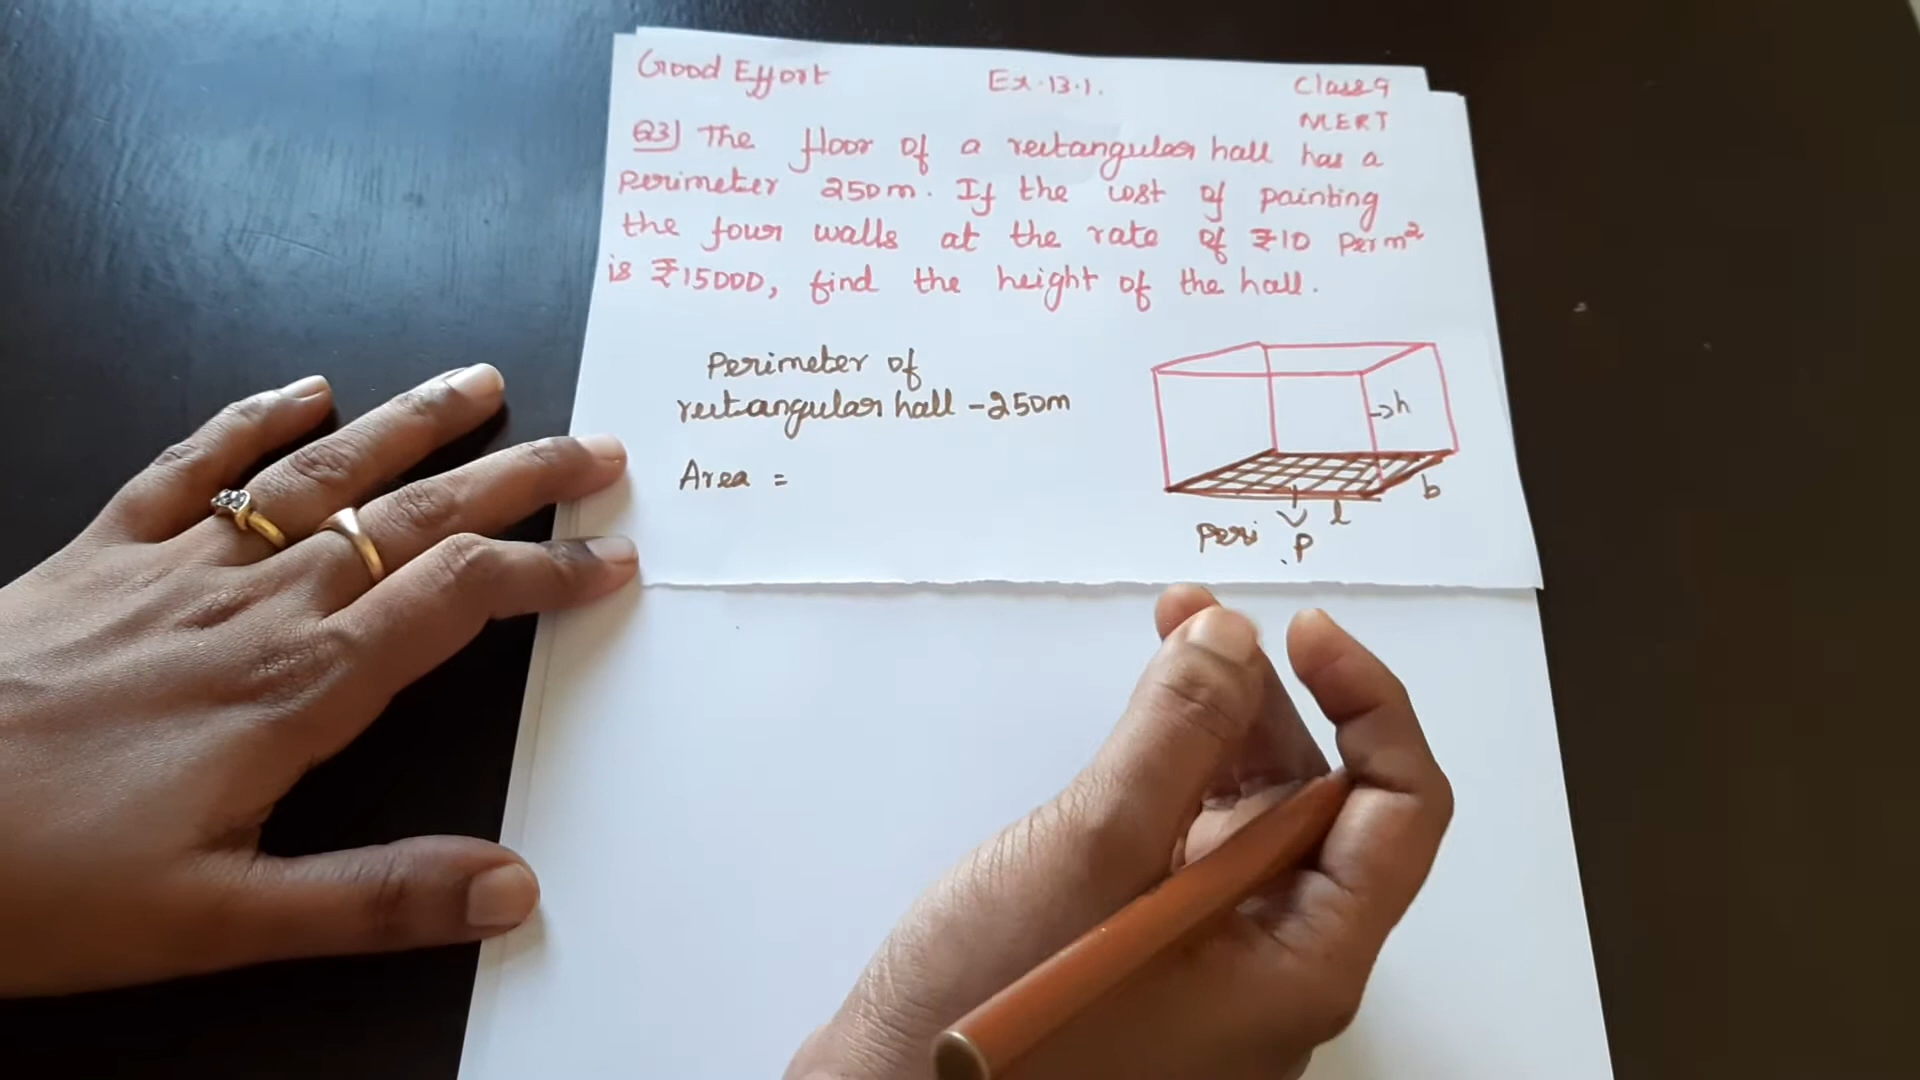 Good Effort Ex.13.1. Class 9
NCERT
Q3) The floor of a rectangular hall has a
perimeter 250m. If the cost of painting
the four walls at the rate of ₹10 Per m²
is ₹15000, find the height of the hall.
Perimeter of
rectangular hall - 250m
Area =
→h
b
l
peri P